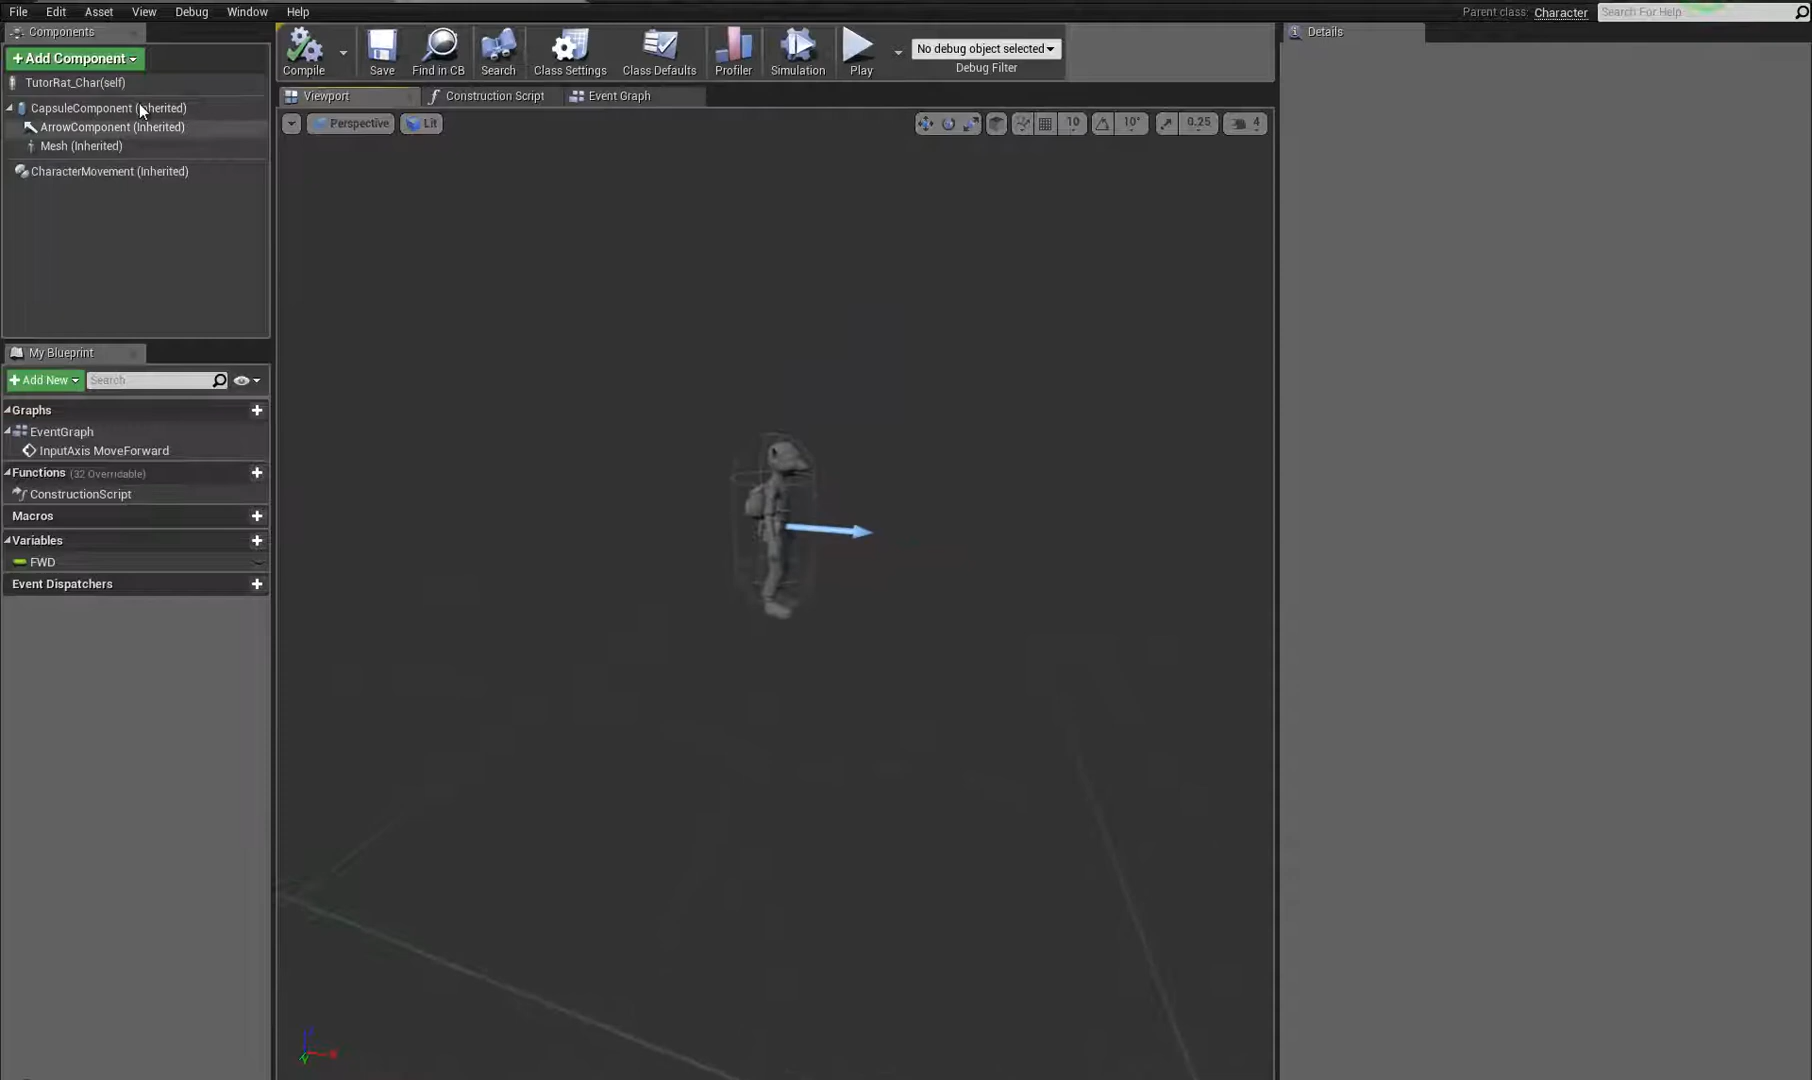 File Edit Asset View Debug Window Help
Parent class: Character Search For Help
Components
+Add Component
TutorRat_Char(self)
CapsuleComponent (Inherited)
ArrowComponent (Inherited)
Mesh (Inherited)
CharacterMovement (Inherited)
Compile Save Find in CB Search Class Settings Class Defaults Profiler Simulation Play
No debug object selected
Debug Filter
Viewport Construction Script Event Graph
Perspective Lit
10 10° 0.25 4
Details
My Blueprint
+Add New Search
Graphs
EventGraph
InputAxis MoveForward
Functions (32 Overridable)
ConstructionScript
Macros
Variables
FWD
Event Dispatchers